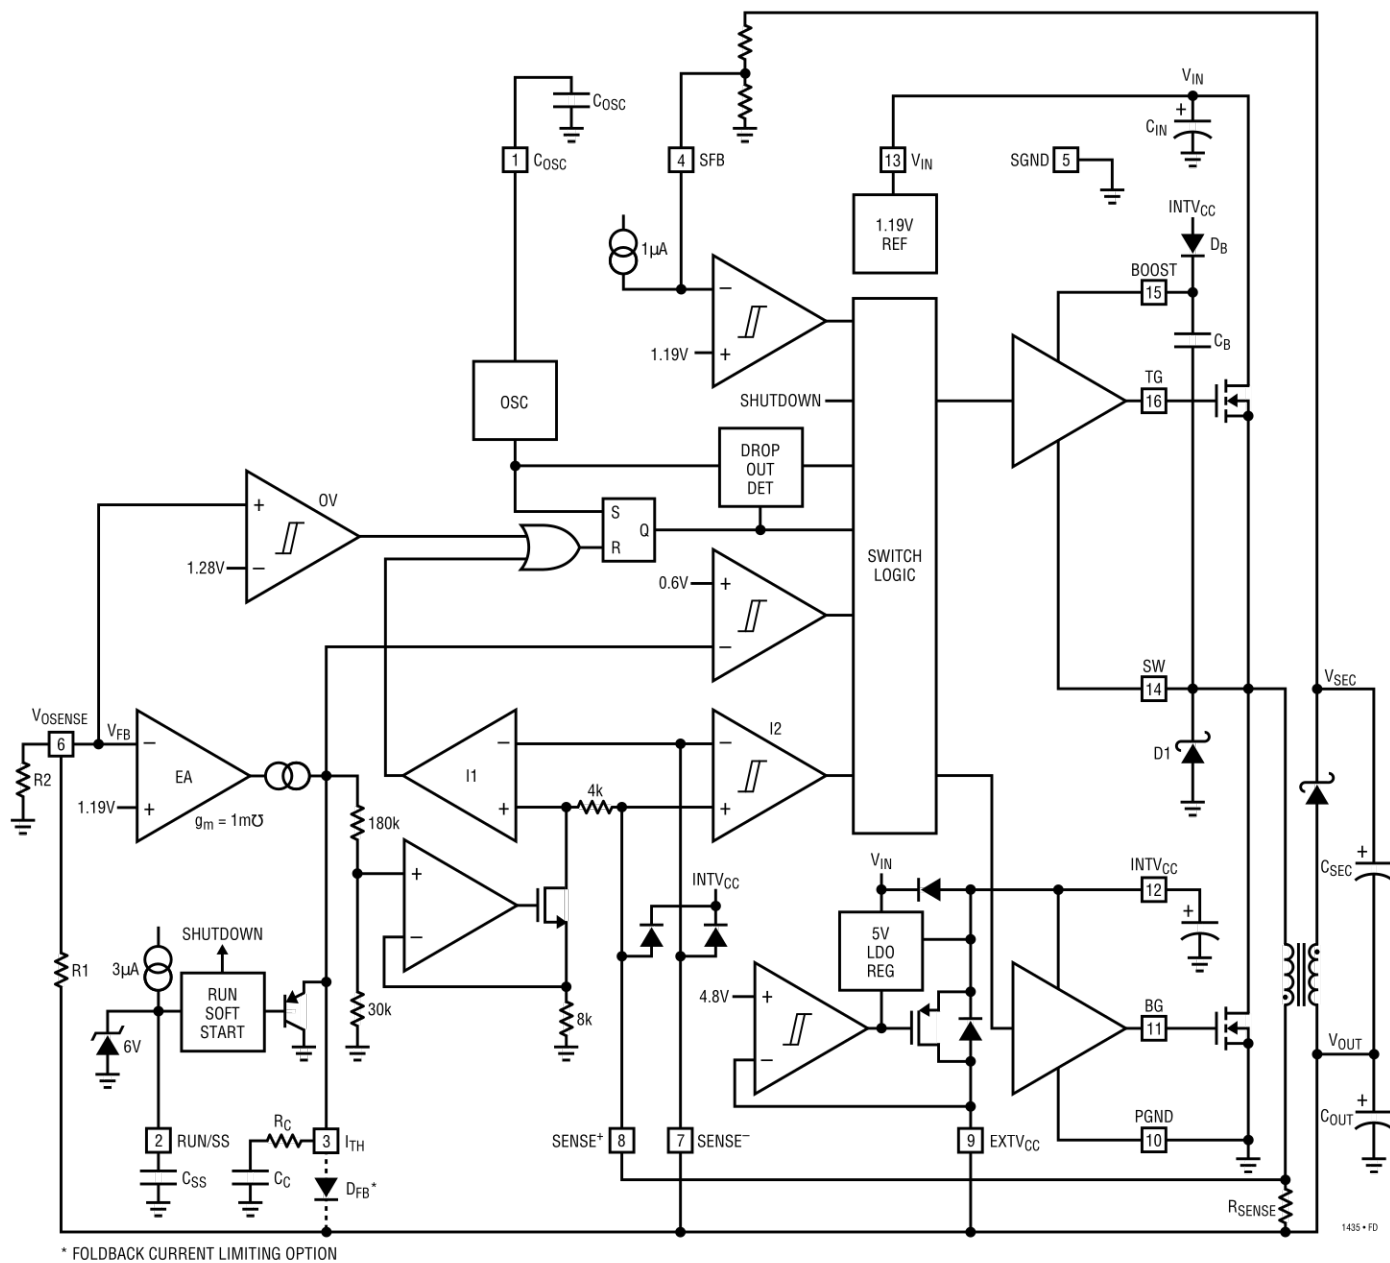 VIN
+
CIN
COSC
1 COSC
4 SFB
13 VIN
SGND 5
1.19V
REF
INTVCC
DB
1µA
BOOST
15
−
CB
1.19V
+
TG
16
SHUTDOWN
OSC
DROP
OUT
DET
OV
+
S
Q
R
1.28V
−
SWITCH
LOGIC
0.6V
+
−
SW
14
VSEC
VOSENSE
6
VFB
−
I1
−
−
I2
D1
R2
EA
4k
+
+
1.19V
+
gm = 1m℧
180k
VIN
INTVCC
12
+
CSEC
+
INTVCC
+
5V
LDO
REG
−
SHUTDOWN
3µA
R1
RUN
SOFT
START
4.8V
+
30k
8k
BG
11
6V
−
VOUT
+
COUT
PGND
10
RC
2 RUN/SS
3 ITH
SENSE+ 8
7 SENSE−
9 EXTVCC
CSS
CC
DFB*
RSENSE
1435 • FD
* FOLDBACK CURRENT LIMITING OPTION